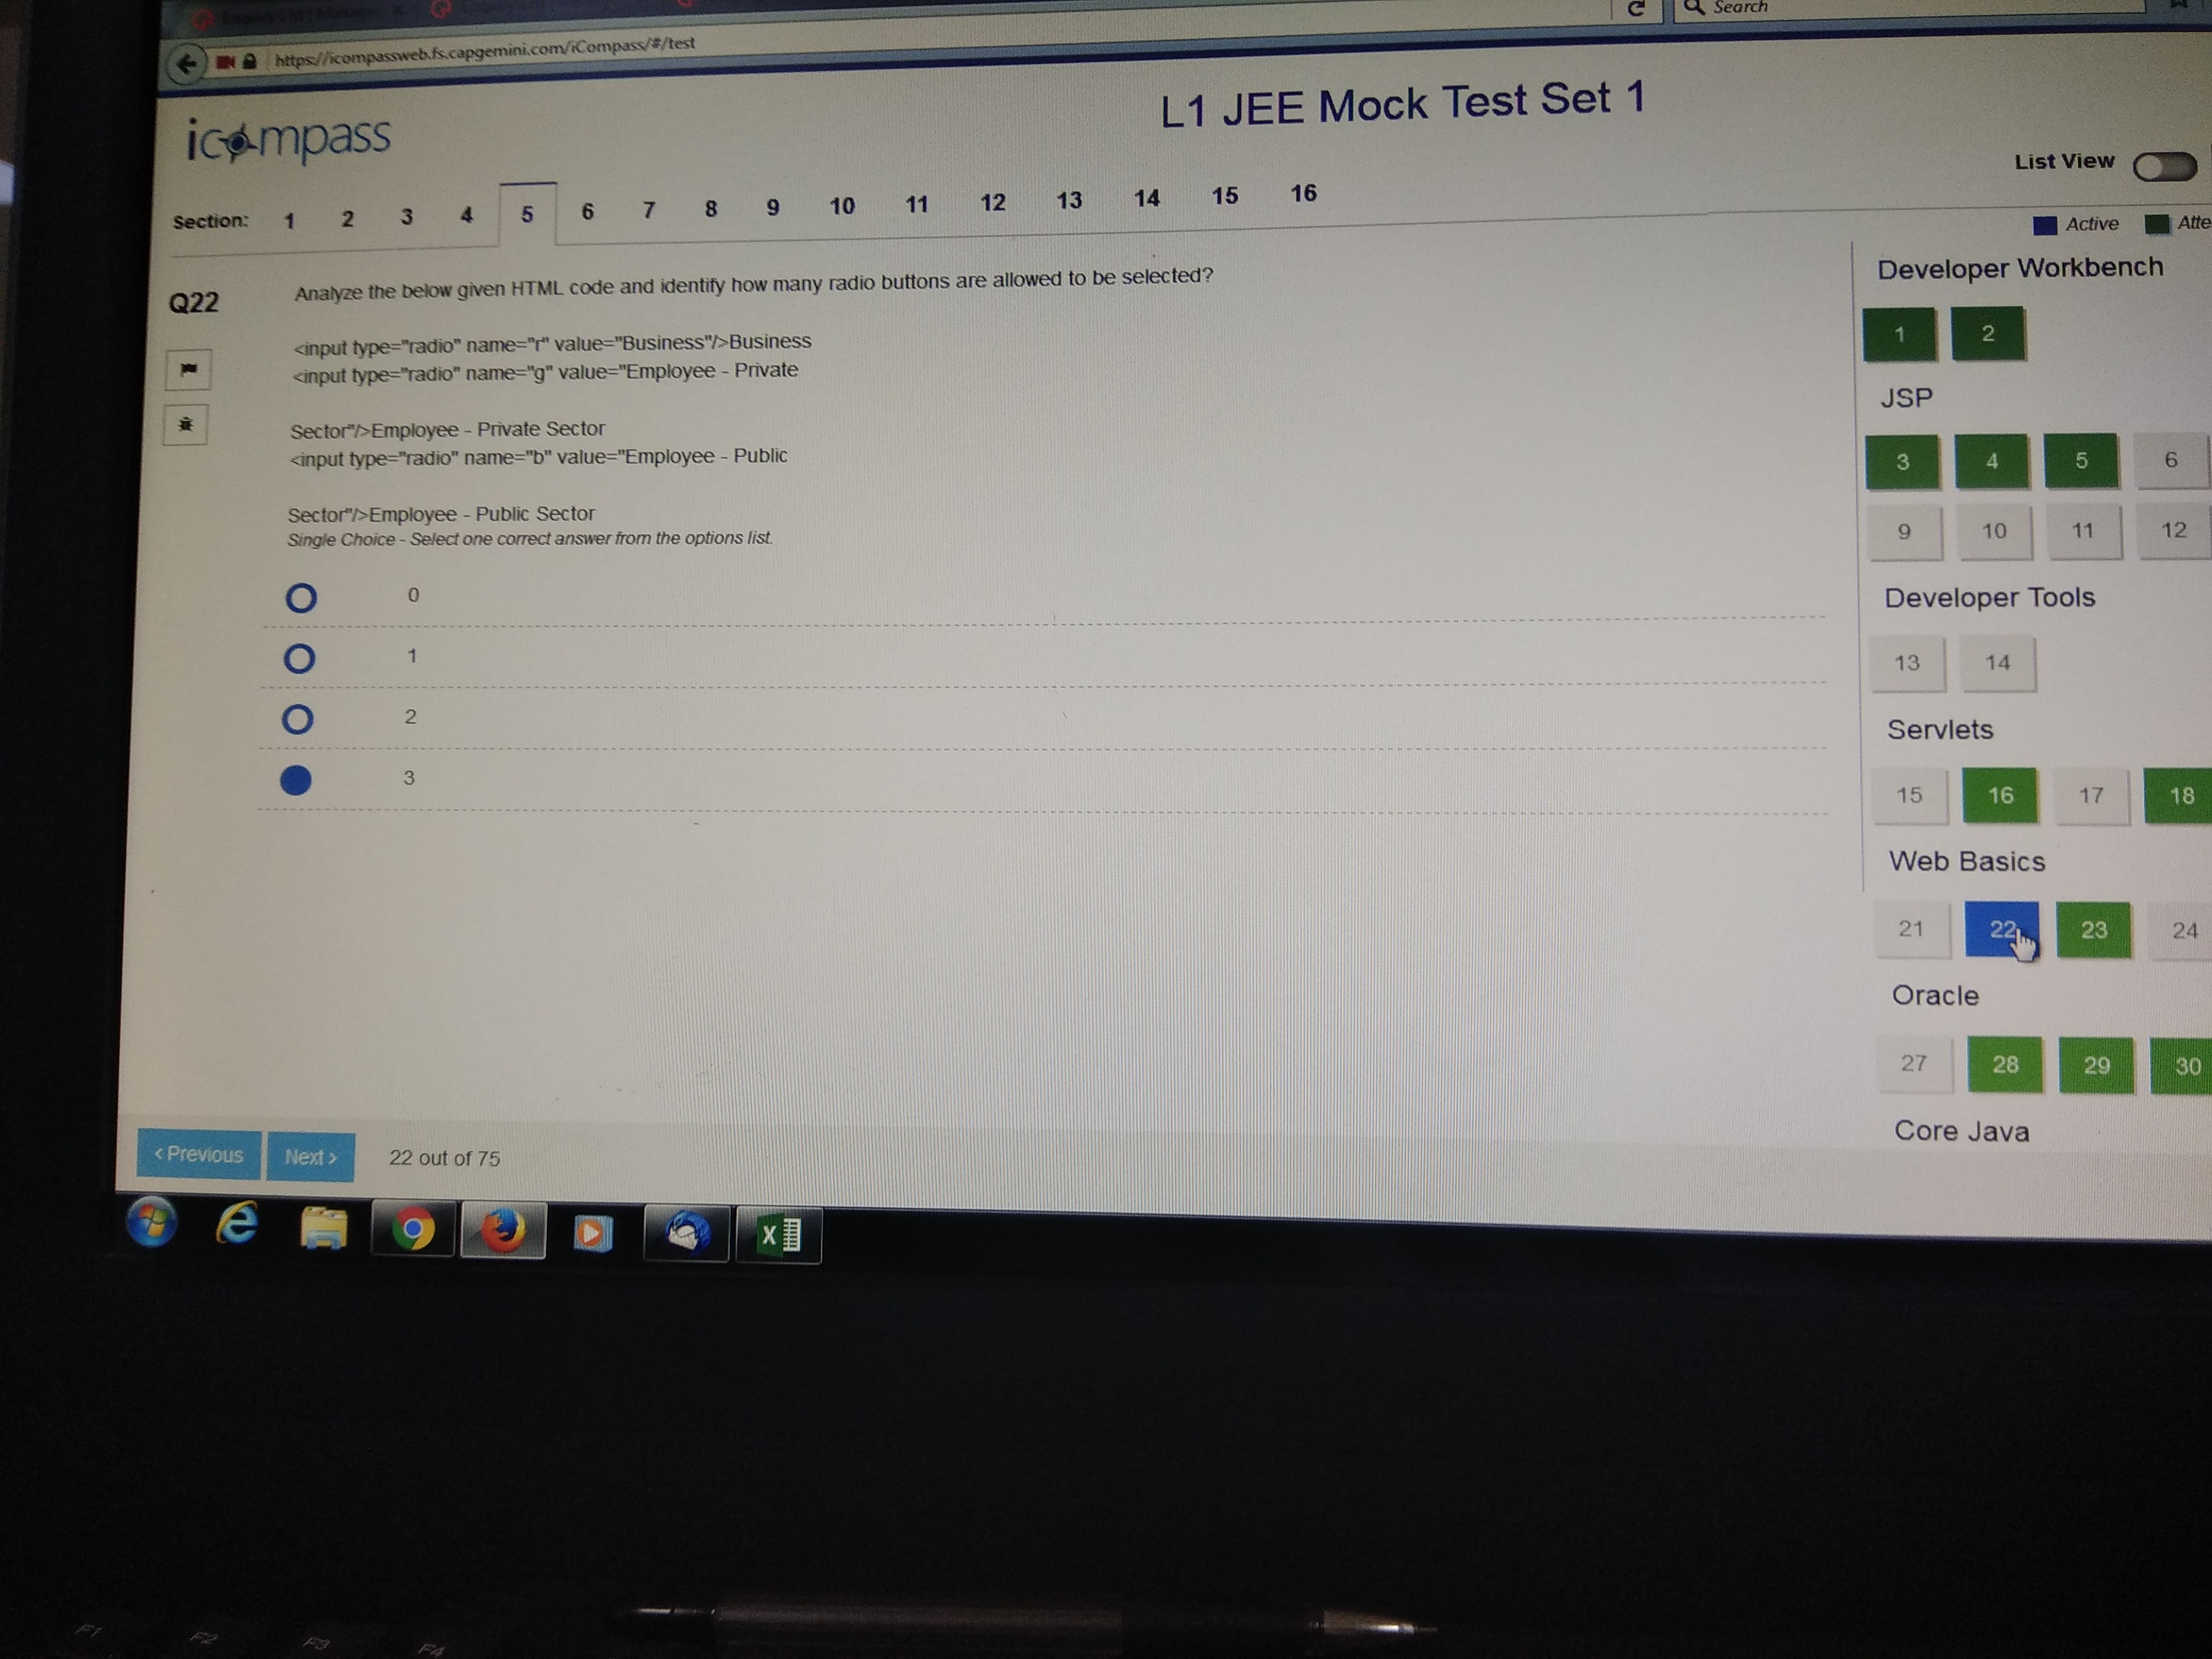 https://icompassweb.fs.capgemini.com/iCompass/#/test
Search
icompass
L1 JEE Mock Test Set 1
List View
Section: 1 2 3 4 5 6 7 8 9 10 11 12 13 14 15 16
Active Atte
Q22
Analyze the below given HTML code and identify how many radio buttons are allowed to be selected?
<input type="radio" name="r" value="Business"/>Business
<input type="radio" name="g" value="Employee - Private
Sector"/>Employee - Private Sector
<input type="radio" name="b" value="Employee - Public
Sector"/>Employee - Public Sector
Single Choice - Select one correct answer from the options list.
0
1
2
3
Developer Workbench
1 2
JSP
3 4 5 6
9 10 11 12
Developer Tools
13 14
Servlets
15 16 17 18
Web Basics
21 22 23 24
Oracle
27 28 29 30
Core Java
< Previous
Next >
22 out of 75
F1 F2 F3 F4